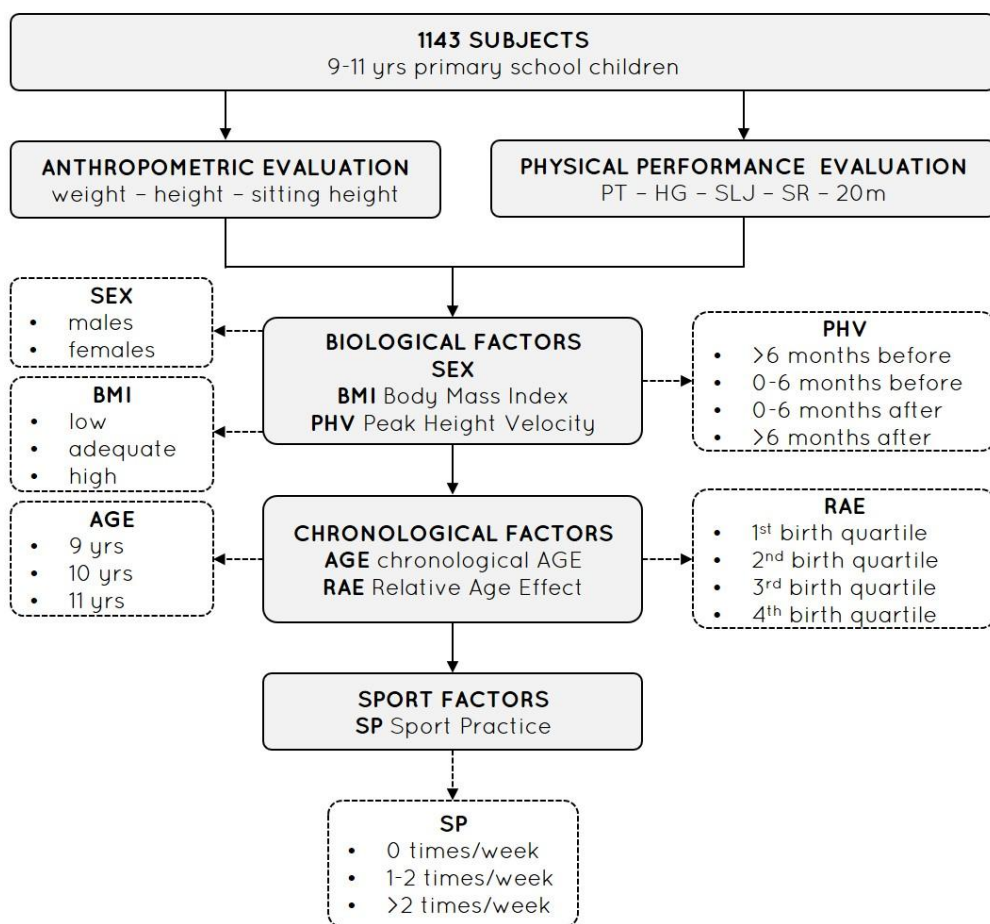 1143 SUBJECTS
9-11 yrs primary school children
ANTHROPOMETRIC EVALUATION
weight – height – sitting height
PHYSICAL PERFORMANCE EVALUATION
PT – HG – SLJ – SR – 20m
SEX
• males
• females
BIOLOGICAL FACTORS
SEX
BMI Body Mass Index
PHV Peak Height Velocity
PHV
• >6 months before
• 0-6 months before
• 0-6 months after
• >6 months after
BMI
• low
• adequate
• high
AGE
• 9 yrs
• 10 yrs
• 11 yrs
CHRONOLOGICAL FACTORS
AGE chronological AGE
RAE Relative Age Effect
RAE
• 1st birth quartile
• 2nd birth quartile
• 3rd birth quartile
• 4th birth quartile
SPORT FACTORS
SP Sport Practice
SP
• 0 times/week
• 1-2 times/week
• >2 times/week